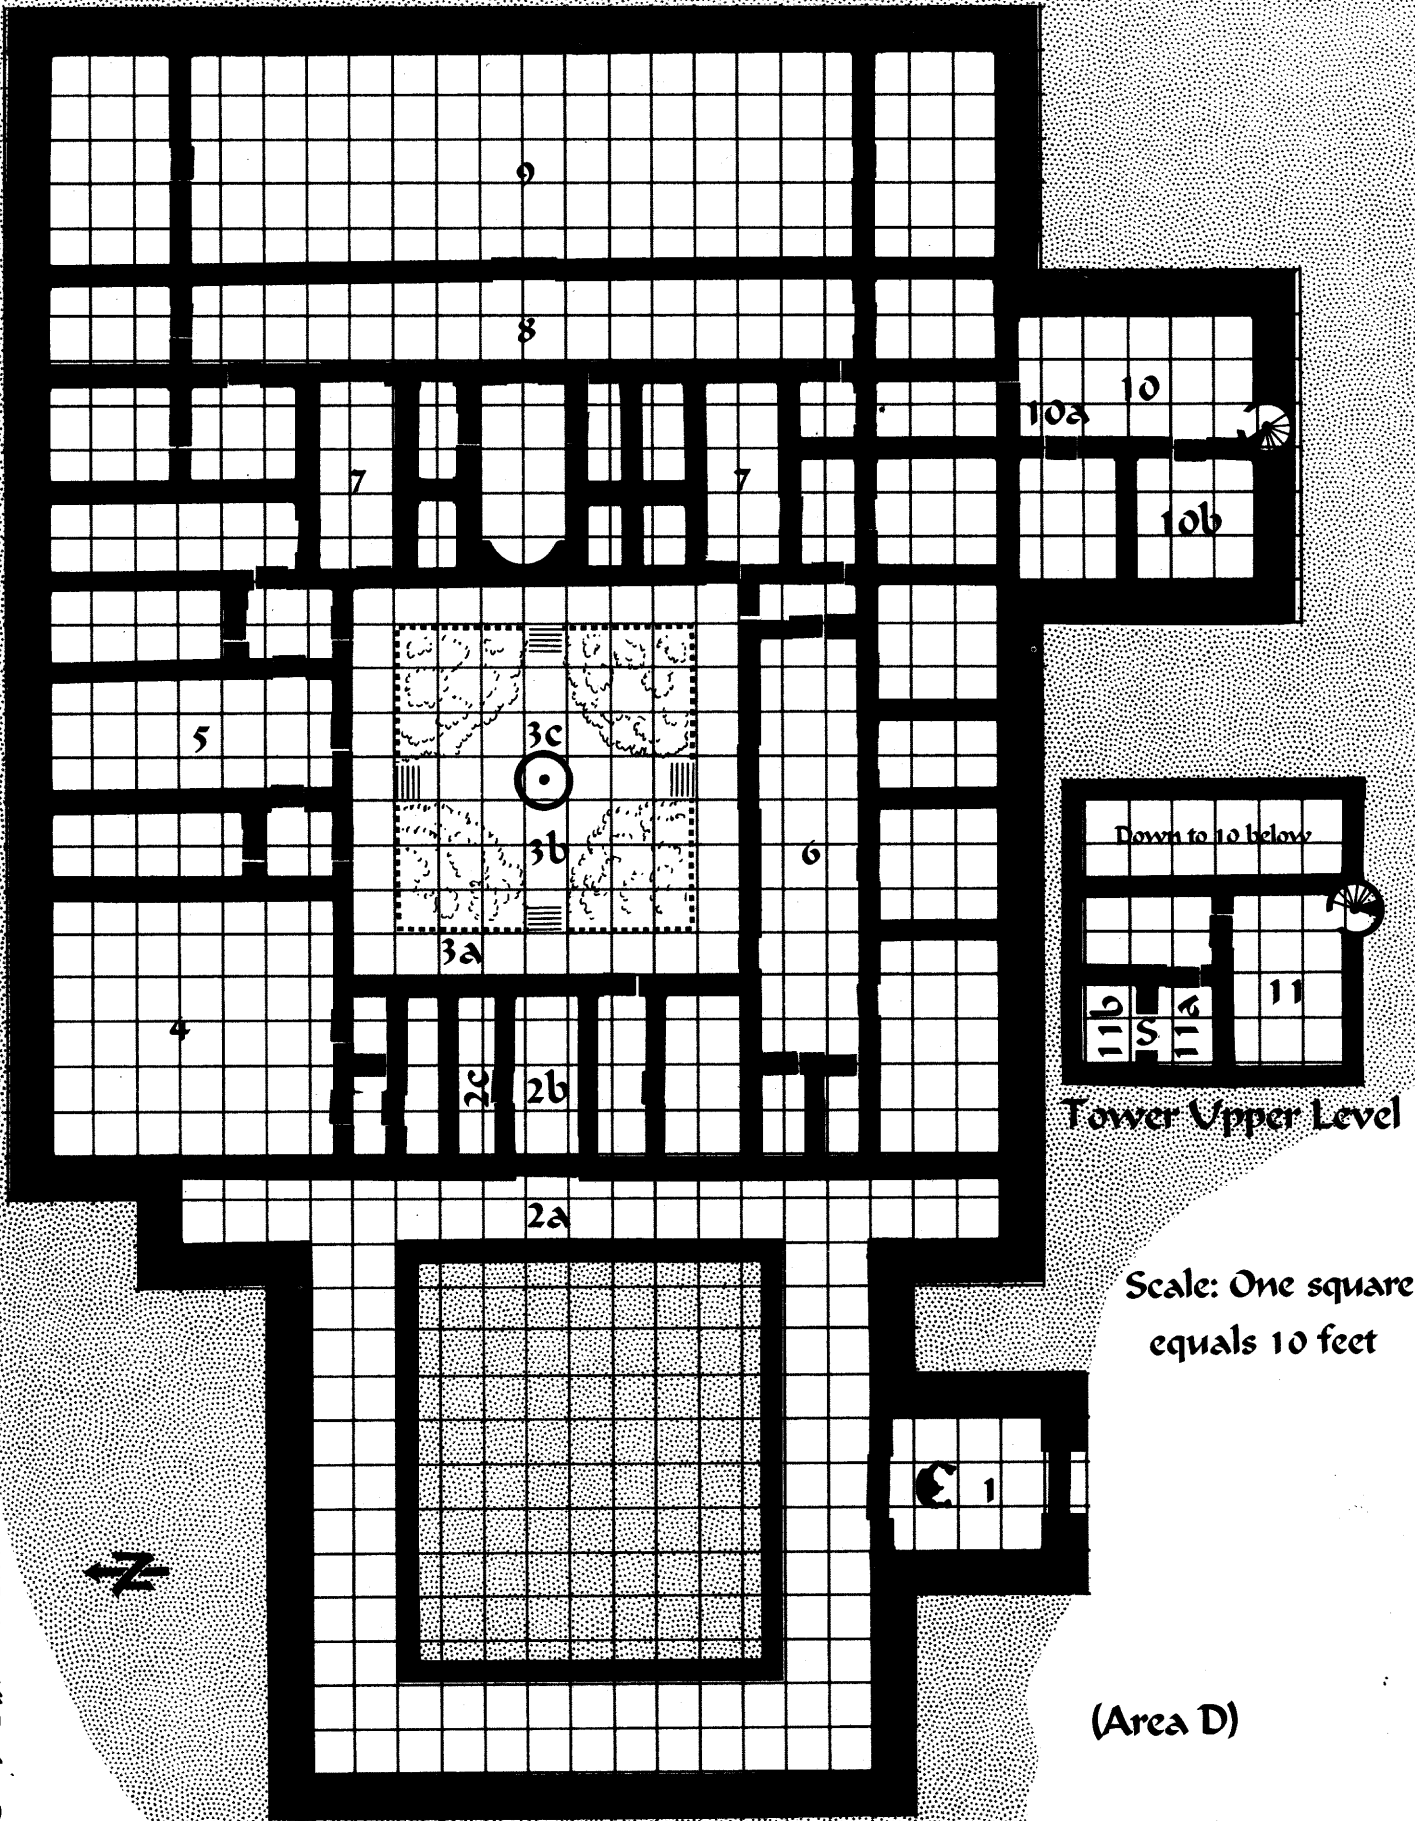 9
8
10
10a
7
7
10b
3c
5
Down to 10 below
3b
6
3a
11
11b
S
11a
4
2c
2b
Tower Upper Level
2a
Scale: One square
equals 10 feet
1
N
(Area D)